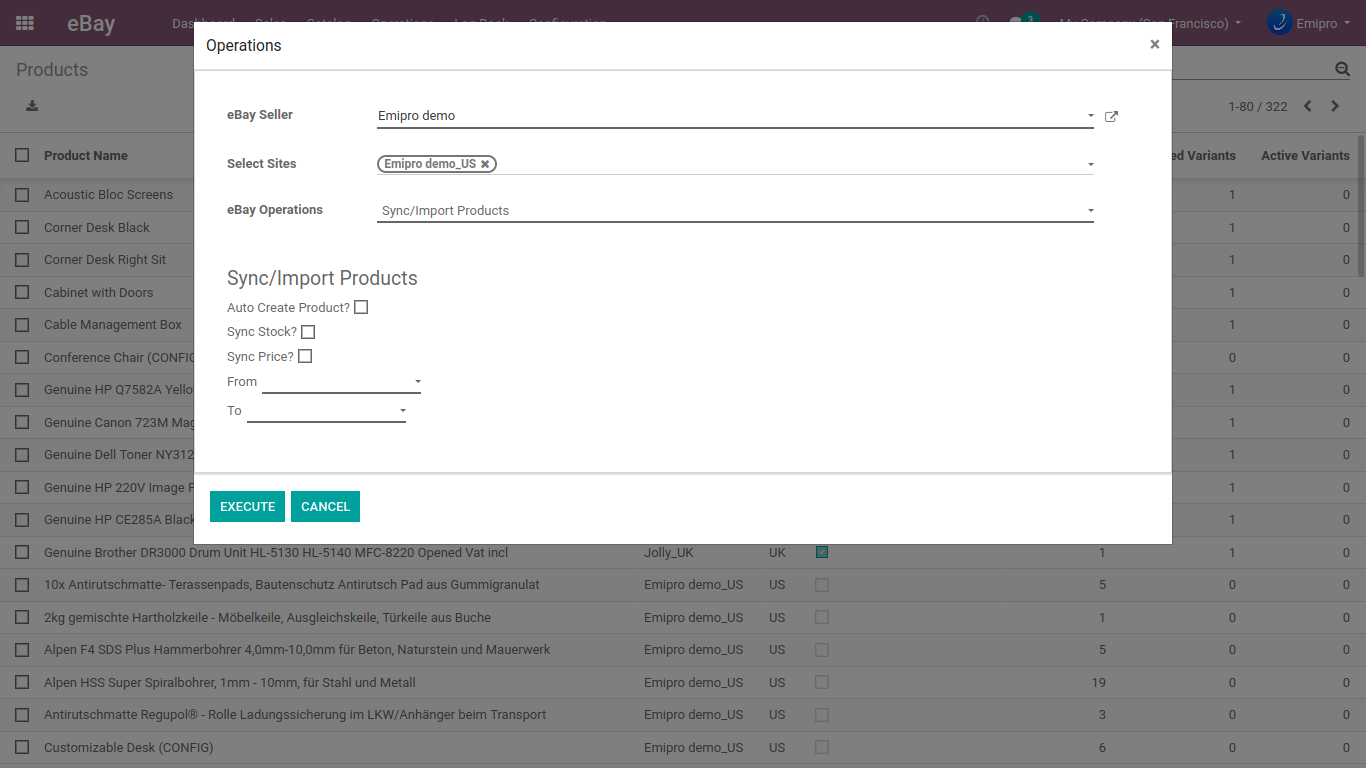 eBay
Operations ×
Products
1-80 / 322
eBay Seller Emipro demo
Select Sites Emipro demo_US ✖
eBay Operations Sync/Import Products
Sync/Import Products
Auto Create Product?
Sync Stock?
Sync Price?
From
To
EXECUTE CANCEL
My Company (San Francisco) Emipro
3
Product Name Variants Active Variants
Acoustic Bloc Screens 1 0
Corner Desk Black 1 0
Corner Desk Right Sit 1 0
Cabinet with Doors 1 0
Cable Management Box 1 0
Conference Chair (CONFIG 0 0
Genuine HP Q7582A Yello 1 0
Genuine Canon 723M Mag 1 0
Genuine Dell Toner NY312 1 0
Genuine HP 220V Image F 1 0
Genuine HP CE285A Black 1 0
Genuine Brother DR3000 Drum Unit HL-5130 HL-5140 MFC-8220 Opened Vat incl Jolly_UK UK 1 1 0
10x Antirutschmatte- Terassenpads, Bautenschutz Antirutsch Pad aus Gummigranulat Emipro demo_US US 5 0 0
2kg gemischte Hartholzkeile - Möbelkeile, Ausgleichskeile, Türkeile aus Buche Emipro demo_US US 1 0 0
Alpen F4 SDS Plus Hammerbohrer 4,0mm-10,0mm für Beton, Naturstein und Mauerwerk Emipro demo_US US 5 0 0
Alpen HSS Super Spiralbohrer, 1mm - 10mm, für Stahl und Metall Emipro demo_US US 19 0 0
Antirutschmatte Regupol® - Rolle Ladungssicherung im LKW/Anhänger beim Transport Emipro demo_US US 3 0 0
Customizable Desk (CONFIG) Emipro demo_US US 6 0 0